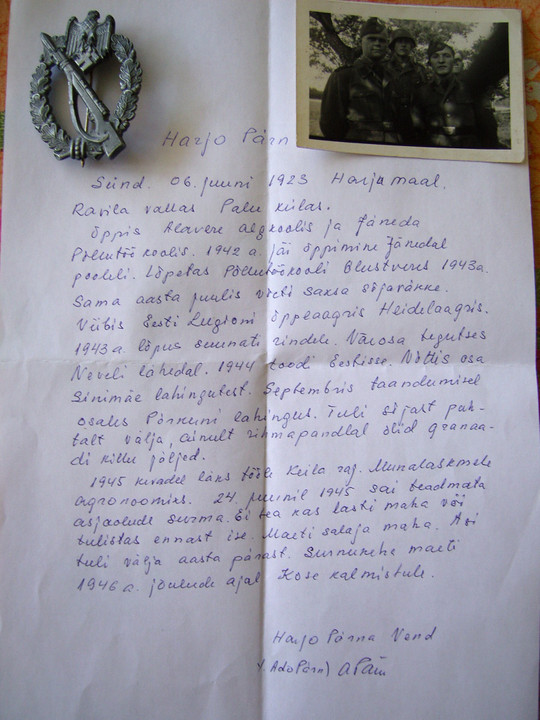 Harjo Pärn
Sünd. 06. juuni 1923 Harjumaal.
Ravila vallas Palu külas.
Õppis Alavere algkoolis ja Jäneda
Põllutöökoolis. 1942 a. jäi õppimine Jänedal
pooleli. Lõpetas Põllutöökooli Olustveres 1943a.
Sama aasta juulis võeti saksa sõjaväkke.
Viibis Eesti Leegioni õppelaagris Heidelaagris.
1943a. lõpus suunati rindele. Väeosa tegutses
Neveli lähedal. 1944 toodi Eestisse. Võttis osa
Sinimäe lahingutest. Septembris taandumisel
osales Porkuni lahingus. Tuli sõjast puh-
talt välja, ainult rihmapandlal olid granaa-
di killu jäljed.
1945 kevadel läks tööle Keila raj. Munalaskmele
agronoomiks. 24. juunil 1945 sai teadmata
asjaolude surma. Ei tea kas lasti maha või
tulistas ennast ise. Maeti salaja maha. Asi
tuli välja aasta pärast. Surnukeha maeti
1946 a. jõulude ajal Kose kalmistule.
Harjo Pärna Vend
Ado Pärn) APärn